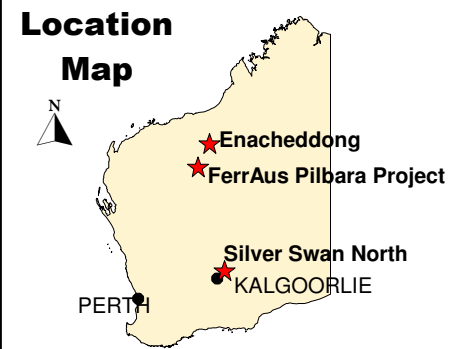 Location
Map
N
Enacheddong
FerrAus Pilbara Project
Silver Swan North
KALGOORLIE
PERTH